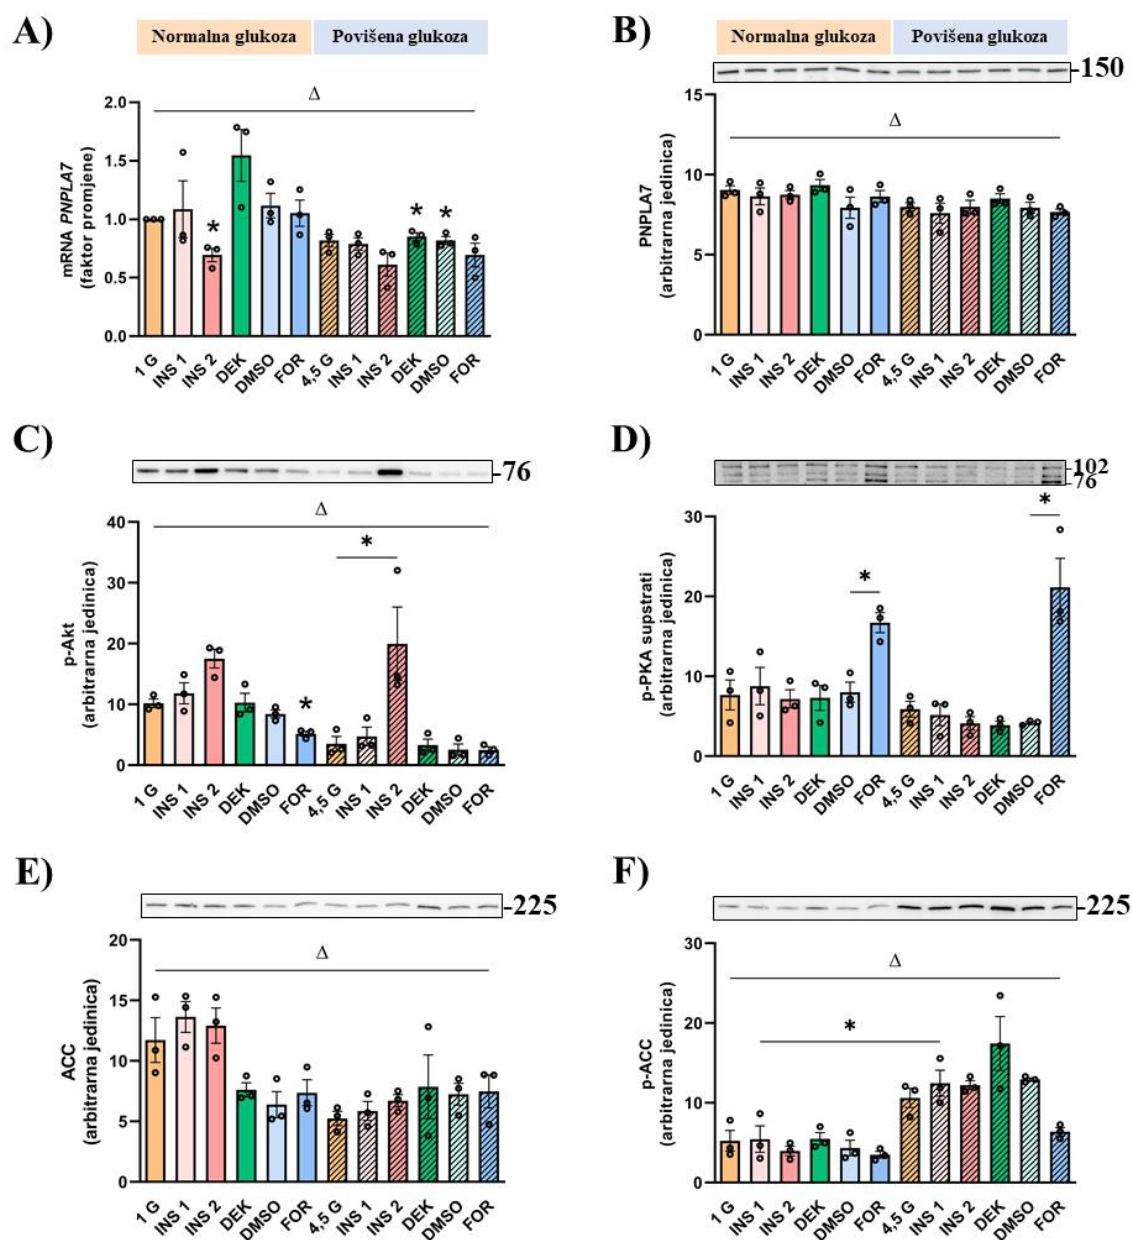 A)
Normalna glukoza Povišena glukoza
Δ
mRNA PNPLA7
(faktor promjene)
2.0
1.5
1.0
0.5
0.0
* * *
1 G INS 1 INS 2 DEK DMSO FOR 4,5 G INS 1 INS 2 DEK DMSO FOR
B)
Normalna glukoza Povišena glukoza
-150
Δ
PNPLA7
(arbitrarna jedinica)
15
10
5
0
1 G INS 1 INS 2 DEK DMSO FOR 4,5 G INS 1 INS 2 DEK DMSO FOR
C)
-76
Δ
p-Akt
(arbitrarna jedinica)
40
30
20
10
0
*
*
1 G INS 1 INS 2 DEK DMSO FOR 4,5 G INS 1 INS 2 DEK DMSO FOR
D)
-102
-76
p-PKA supstrati
(arbitrarna jedinica)
30
20
10
0
*
*
1 G INS 1 INS 2 DEK DMSO FOR 4,5 G INS 1 INS 2 DEK DMSO FOR
E)
-225
Δ
ACC
(arbitrarna jedinica)
20
15
10
5
0
1 G INS 1 INS 2 DEK DMSO FOR 4,5 G INS 1 INS 2 DEK DMSO FOR
F)
-225
Δ
p-ACC
(arbitrarna jedinica)
30
20
10
0
*
1 G INS 1 INS 2 DEK DMSO FOR 4,5 G INS 1 INS 2 DEK DMSO FOR